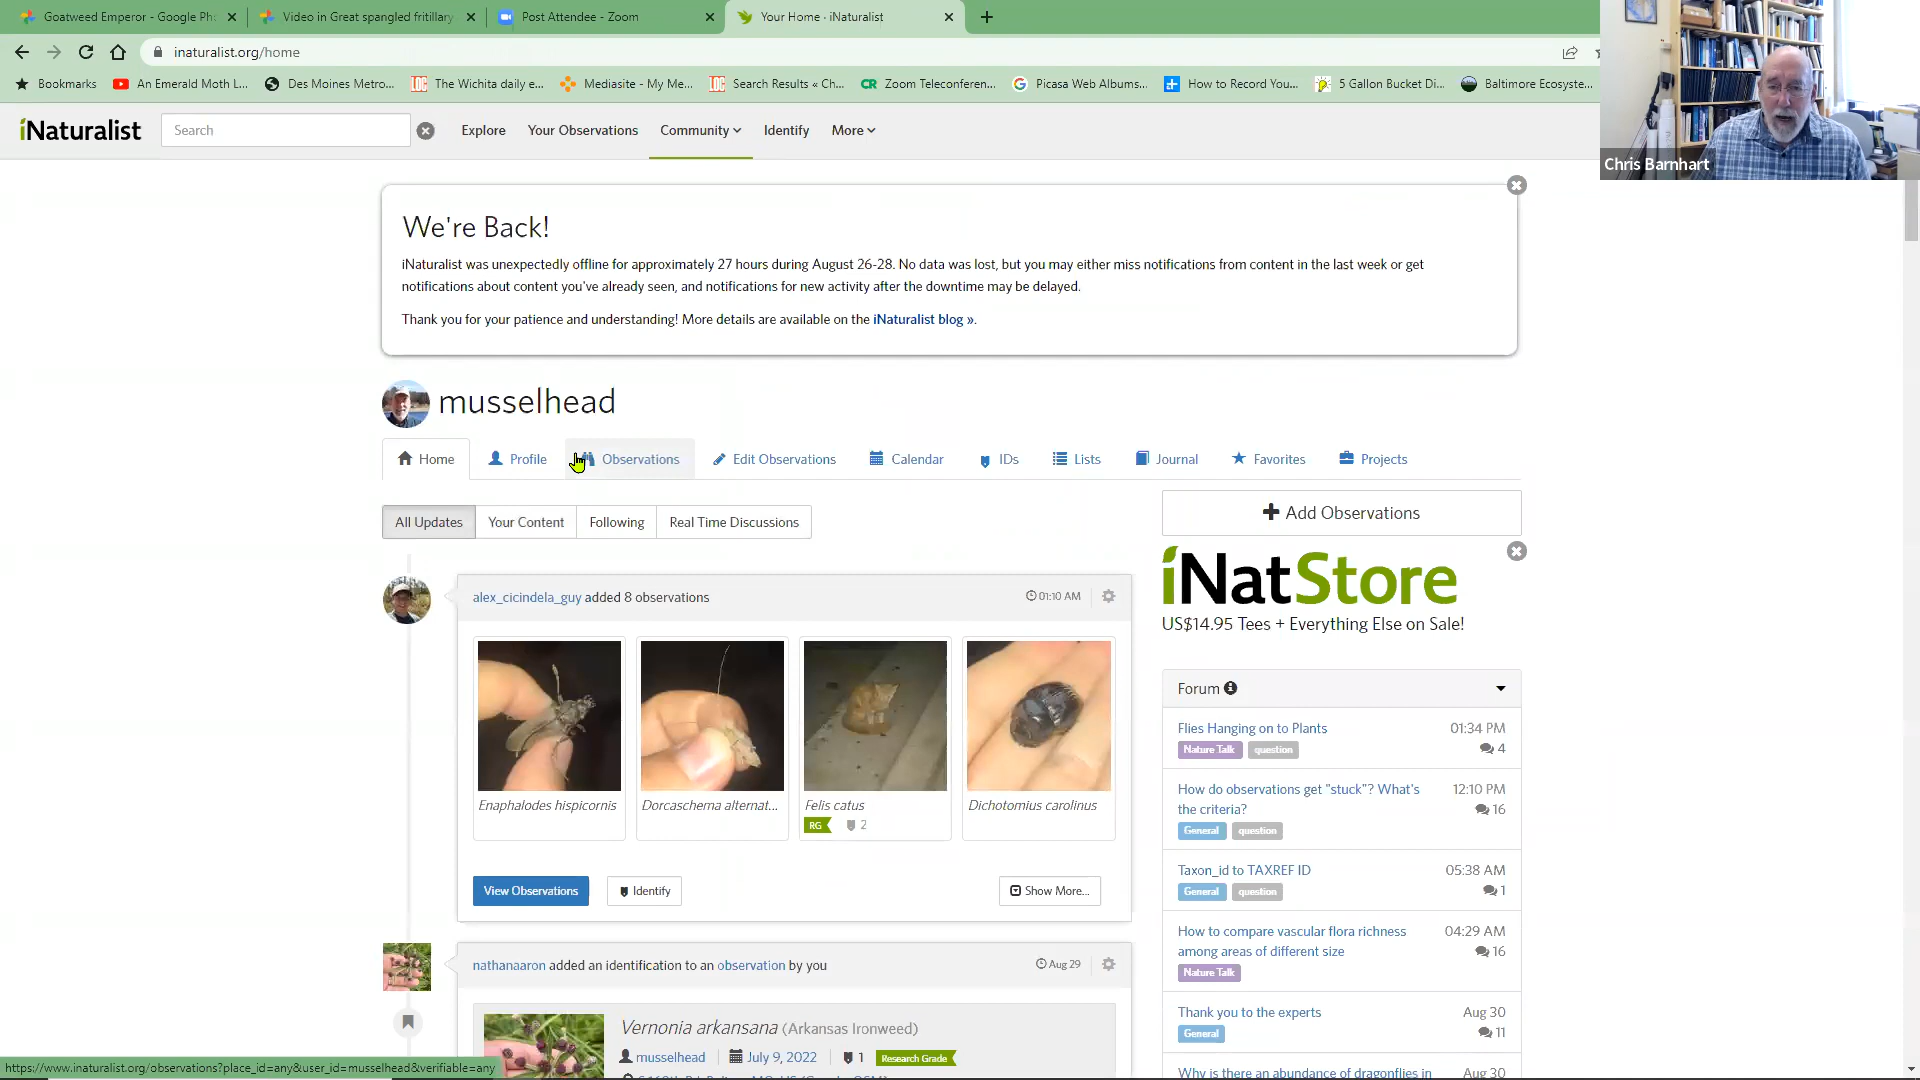 Goatweed Emperor - Google Ph
Video in Great spangled fritillary
Post Attendee - Zoom
Your Home · iNaturalist
inaturalist.org/home
Bookmarks
An Emerald Moth L...
Des Moines Metro...
The Wichita daily e...
Mediasite - My Me...
Search Results « Ch...
Zoom Teleconferen...
Picasa Web Albums...
How to Record You...
5 Gallon Bucket Di...
Baltimore Ecosyste...
Chris Barnhart
iNaturalist
Search
Explore
Your Observations
Community
Identify
More
We're Back!
iNaturalist was unexpectedly offline for approximately 27 hours during August 26-28. No data was lost, but you may either miss notifications from content in the last week or get
notifications about content you've already seen, and notifications for new activity after the downtime may be delayed.
Thank you for your patience and understanding! More details are available on the iNaturalist blog ».
musselhead
Home
Profile
Observations
Edit Observations
Calendar
IDs
Lists
Journal
Favorites
Projects
All Updates
Your Content
Following
Real Time Discussions
alex_cicindela_guy added 8 observations
01:10 AM
Enaphalodes hispicornis
Dorcaschema alternat...
Felis catus
RG 2
Dichotomius carolinus
View Observations
Identify
Show More...
nathanaaron added an identification to an observation by you
Aug 29
Vernonia arkansana (Arkansas Ironweed)
musselhead
July 9, 2022
1
Research Grade
Add Observations
iNatStore
US$14.95 Tees + Everything Else on Sale!
Forum
Flies Hanging on to Plants 01:34 PM
Nature Talk question 4
How do observations get "stuck"? What's 12:10 PM
the criteria? 16
General question
Taxon_id to TAXREF ID 05:38 AM
General question 1
How to compare vascular flora richness 04:29 AM
among areas of different size 16
Nature Talk
Thank you to the experts Aug 30
General 11
Why is there an abundance of dragonflies in Aug 30
https://www.inaturalist.org/observations?place_id=any&user_id=musselhead&verifiable=any